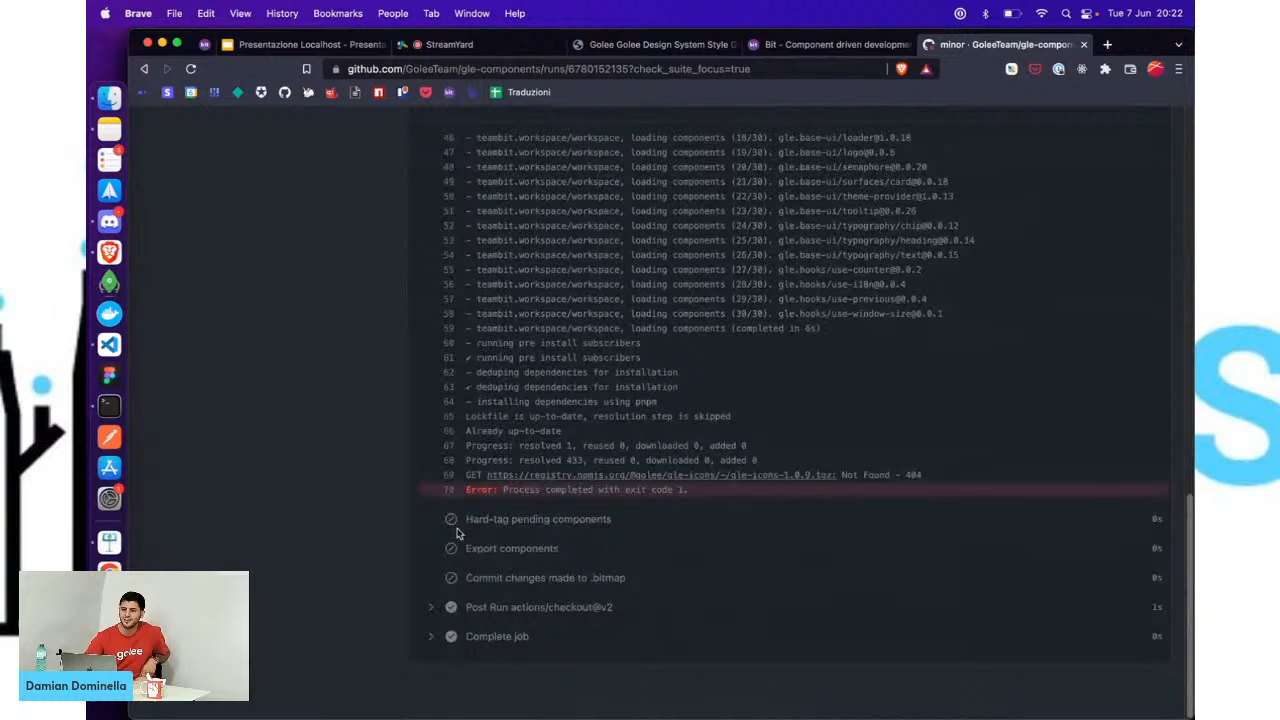 Brave File Edit View History Bookmarks People Tab Window Help Tue 7 Jun 20:22
Presentazione Localhost - Present
StreamYard
Golee Golee Design System Style G
Bit - Component driven developme
minor · GoleeTeam/gle-compon
github.com/GoleeTeam/gle-components/runs/6780152135?check_suite_focus=true
Traduzioni
46 - teambit.workspace/workspace, loading components (18/30). gle.base-ui/loader@1.0.18
47 - teambit.workspace/workspace, loading components (19/30). gle.base-ui/logo@0.0.6
48 - teambit.workspace/workspace, loading components (20/30). gle.base-ui/semaphore@0.0.20
49 - teambit.workspace/workspace, loading components (21/30). gle.base-ui/surfaces/card@0.0.18
50 - teambit.workspace/workspace, loading components (22/30). gle.base-ui/theme-provider@1.0.13
51 - teambit.workspace/workspace, loading components (23/30). gle.base-ui/tooltip@0.0.26
52 - teambit.workspace/workspace, loading components (24/30). gle.base-ui/typography/chip@0.0.12
53 - teambit.workspace/workspace, loading components (25/30). gle.base-ui/typography/heading@0.0.14
54 - teambit.workspace/workspace, loading components (26/30). gle.base-ui/typography/text@0.0.15
55 - teambit.workspace/workspace, loading components (27/30). gle.hooks/use-counter@0.0.2
56 - teambit.workspace/workspace, loading components (28/30). gle.hooks/use-i18n@0.0.4
57 - teambit.workspace/workspace, loading components (29/30). gle.hooks/use-previous@0.0.4
58 - teambit.workspace/workspace, loading components (30/30). gle.hooks/use-window-size@0.0.1
59 - teambit.workspace/workspace, loading components (completed in 6s)
60 - running pre install subscribers
61 ✔ running pre install subscribers
62 - deduping dependencies for installation
63 ✔ deduping dependencies for installation
64 - installing dependencies using pnpm
65 Lockfile is up-to-date, resolution step is skipped
66 Already up-to-date
67 Progress: resolved 1, reused 0, downloaded 0, added 0
68 Progress: resolved 433, reused 0, downloaded 0, added 0
69 GET https://registry.npmjs.org/@golee/gle-icons/-/gle-icons-1.0.9.tgz: Not Found - 404
70 Error: Process completed with exit code 1.
Hard-tag pending components 0s
Export components 0s
Commit changes made to .bitmap 0s
Post Run actions/checkout@v2 1s
Complete job 0s
golee
Damian Dominella
S